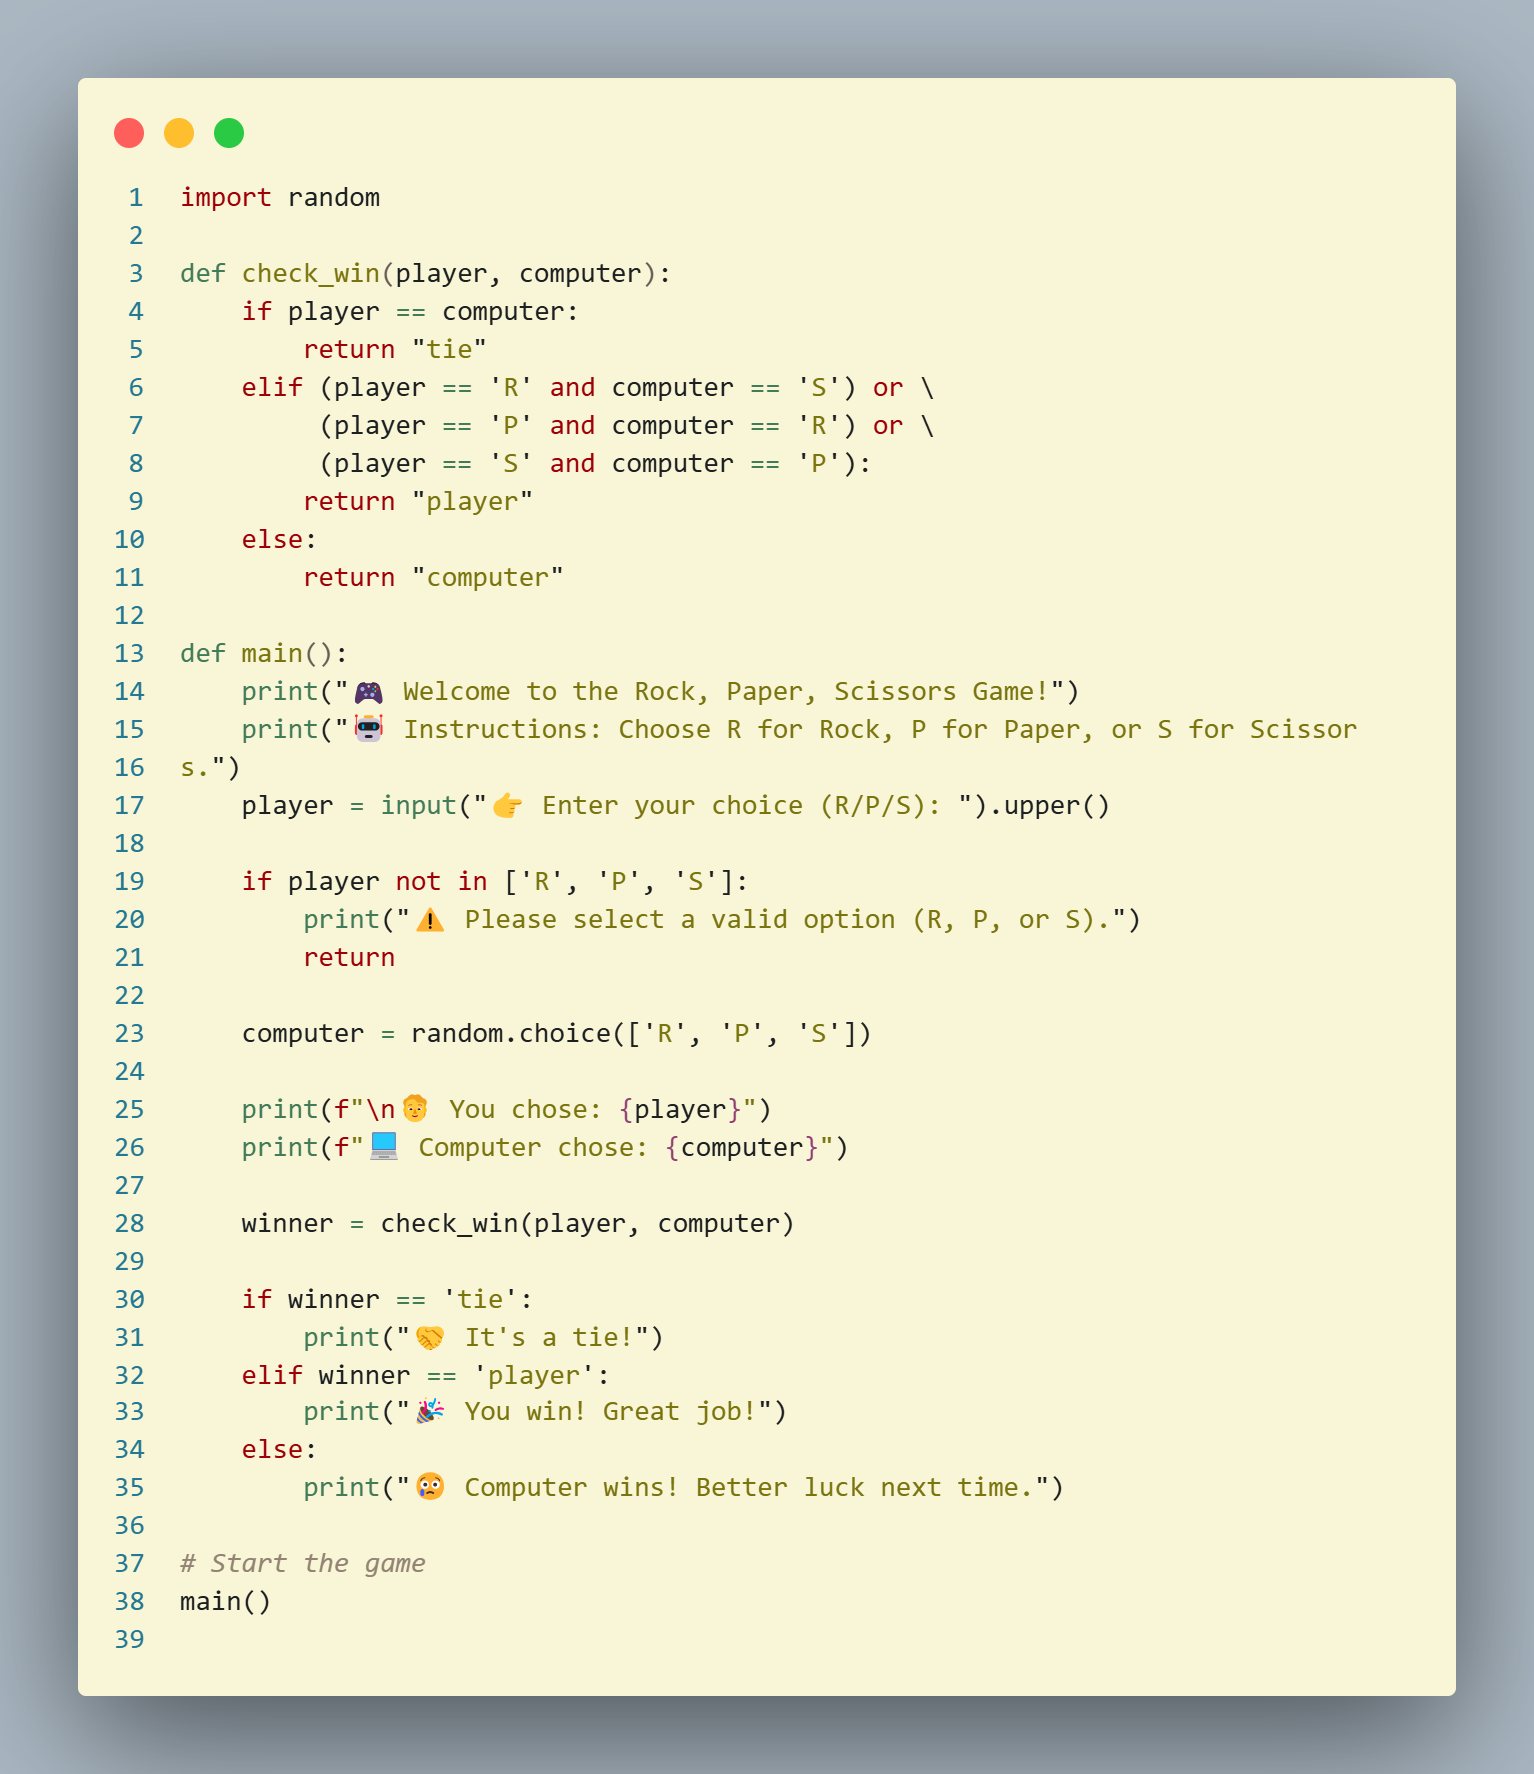 1 import random
2
3 def check_win(player, computer):
4     if player == computer:
5         return "tie"
6     elif (player == 'R' and computer == 'S') or \
7          (player == 'P' and computer == 'R') or \
8          (player == 'S' and computer == 'P'):
9         return "player"
10     else:
11         return "computer"
12
13 def main():
14     print("🎮 Welcome to the Rock, Paper, Scissors Game!")
15     print("🤖 Instructions: Choose R for Rock, P for Paper, or S for Scissor
16 s.")
17     player = input("👉 Enter your choice (R/P/S): ").upper()
18
19     if player not in ['R', 'P', 'S']:
20         print("⚠️ Please select a valid option (R, P, or S).")
21         return
22
23     computer = random.choice(['R', 'P', 'S'])
24
25     print(f"\n🧑 You chose: {player}")
26     print(f"💻 Computer chose: {computer}")
27
28     winner = check_win(player, computer)
29
30     if winner == 'tie':
31         print("🤝 It's a tie!")
32     elif winner == 'player':
33         print("🎉 You win! Great job!")
34     else:
35         print("😢 Computer wins! Better luck next time.")
36
37 # Start the game
38 main()
39